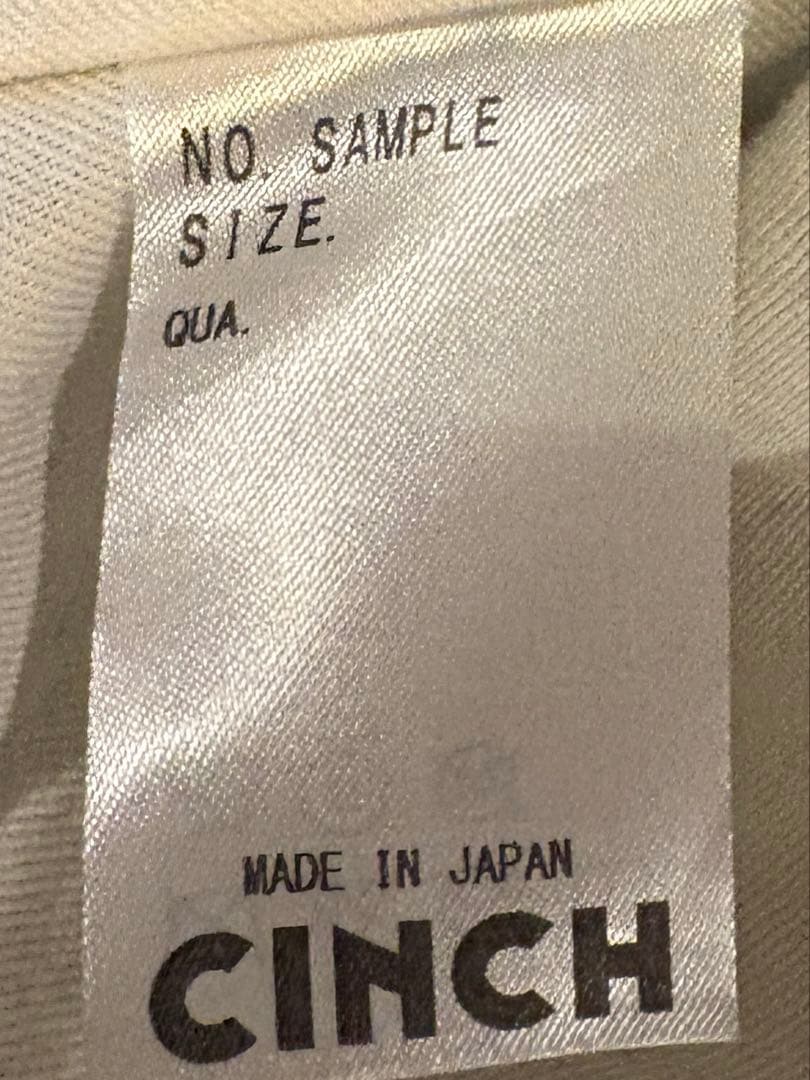 NO. SAMPLE
SIZE.
QUA.
MADE IN JAPAN
CINCH